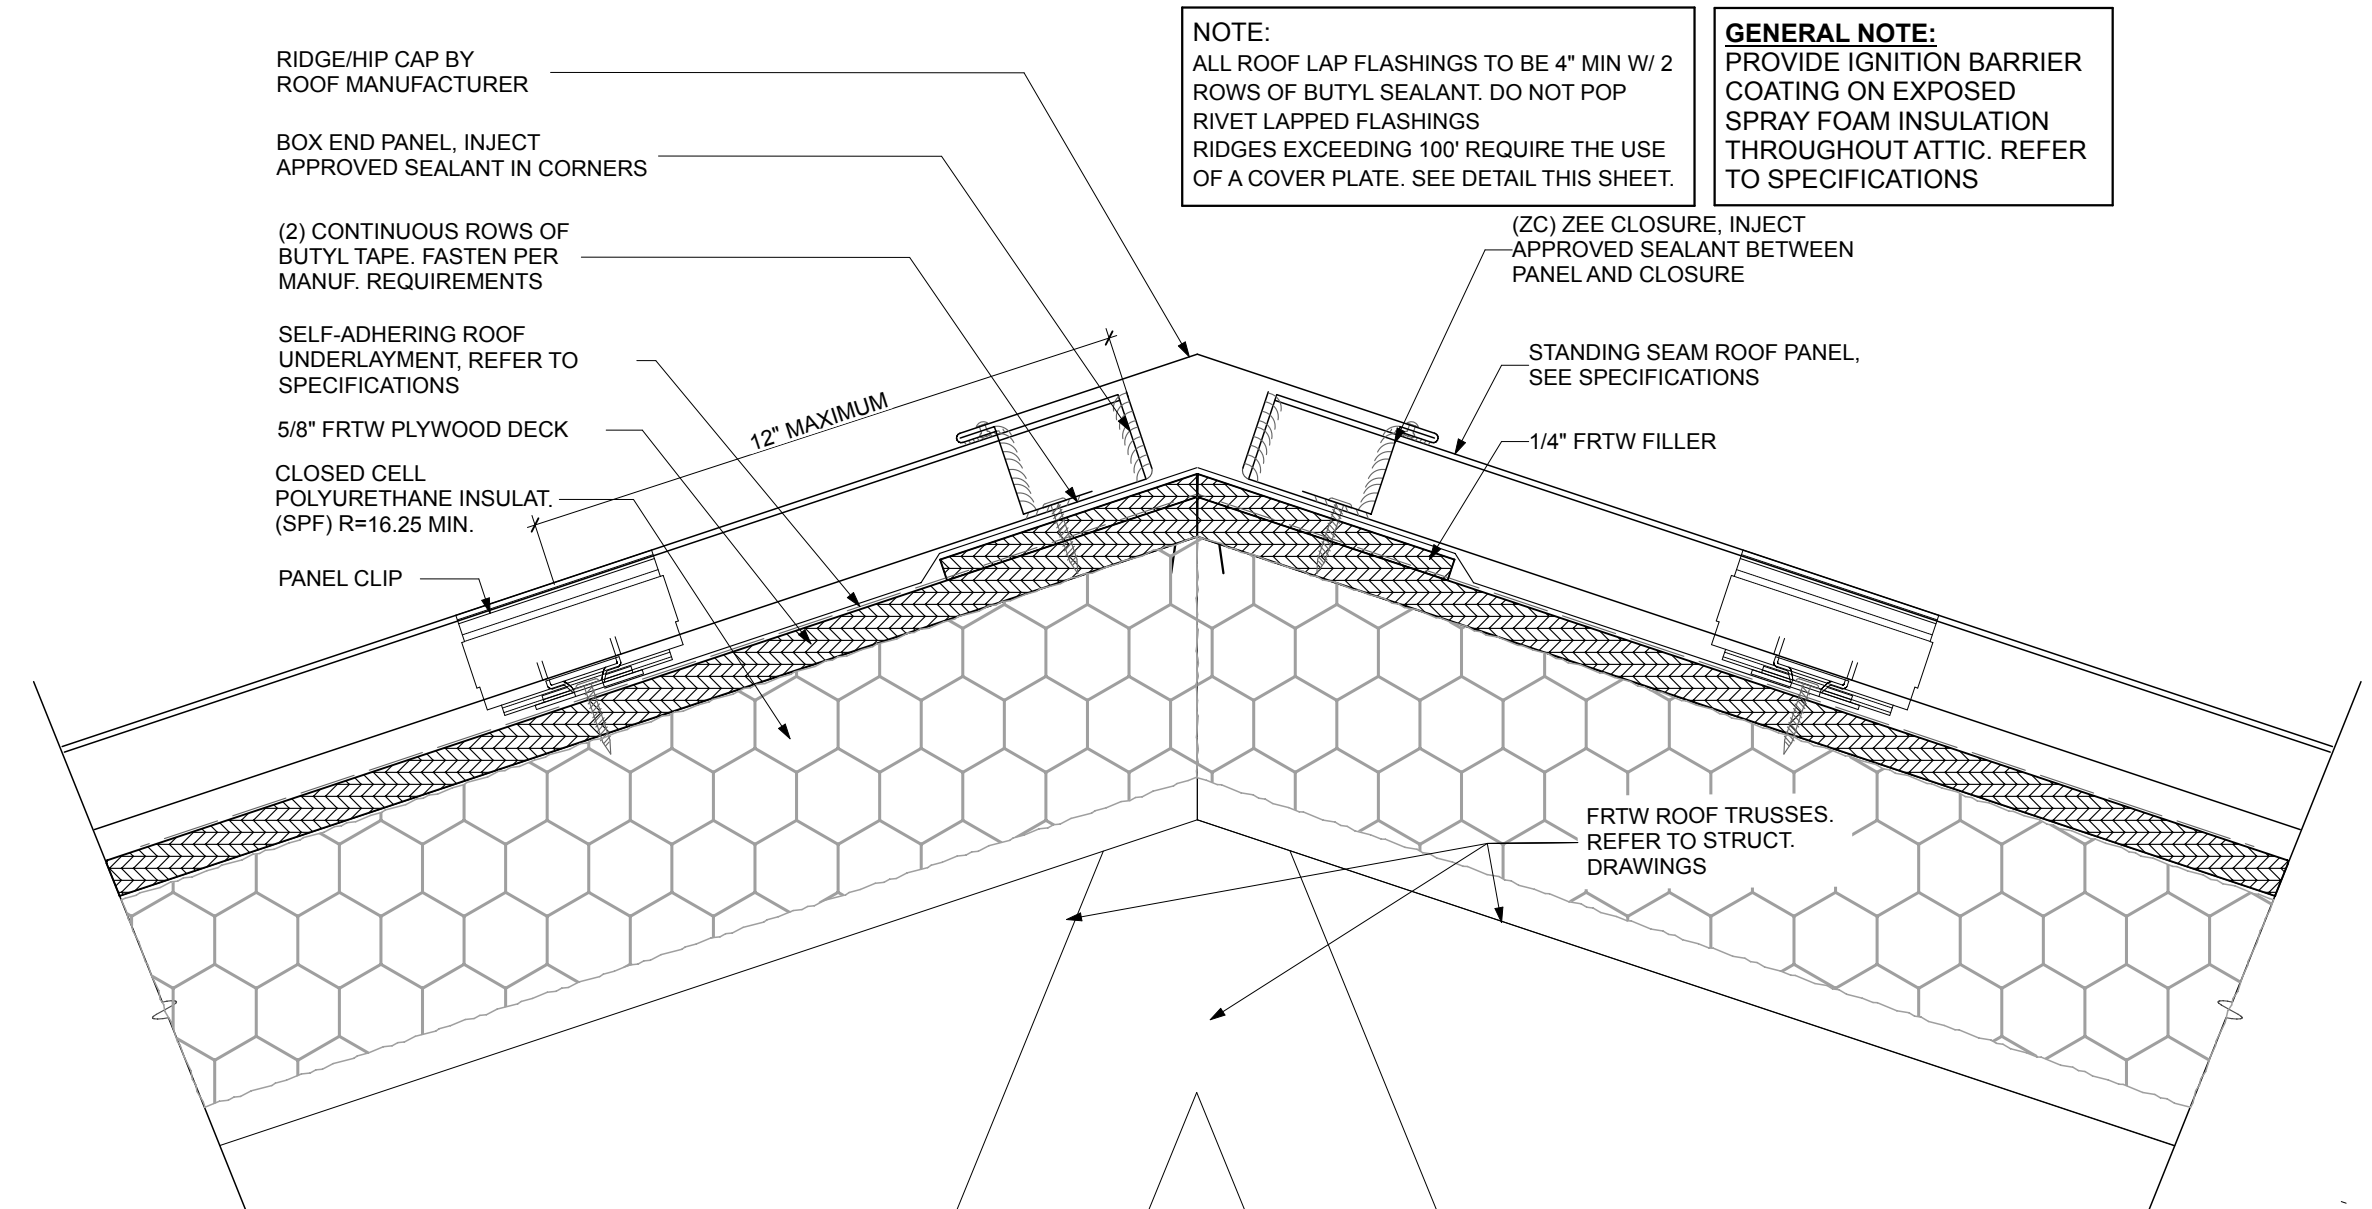 RIDGE/HIP CAP BY
ROOF MANUFACTURER
BOX END PANEL, INJECT
APPROVED SEALANT IN CORNERS
(2) CONTINUOUS ROWS OF
BUTYL TAPE. FASTEN PER
MANUF. REQUIREMENTS
SELF-ADHERING ROOF
UNDERLAYMENT, REFER TO
SPECIFICATIONS
5/8" FRTW PLYWOOD DECK
CLOSED CELL
POLYURETHANE INSULAT.
(SPF) R=16.25 MIN.
PANEL CLIP
12" MAXIMUM
NOTE:
ALL ROOF LAP FLASHINGS TO BE 4" MIN W/ 2
ROWS OF BUTYL SEALANT. DO NOT POP
RIVET LAPPED FLASHINGS
RIDGES EXCEEDING 100' REQUIRE THE USE
OF A COVER PLATE. SEE DETAIL THIS SHEET.
GENERAL NOTE:
PROVIDE IGNITION BARRIER
COATING ON EXPOSED
SPRAY FOAM INSULATION
THROUGHOUT ATTIC. REFER
TO SPECIFICATIONS
(ZC) ZEE CLOSURE, INJECT
APPROVED SEALANT BETWEEN
PANEL AND CLOSURE
STANDING SEAM ROOF PANEL,
SEE SPECIFICATIONS
1/4" FRTW FILLER
FRTW ROOF TRUSSES.
REFER TO STRUCT.
DRAWINGS